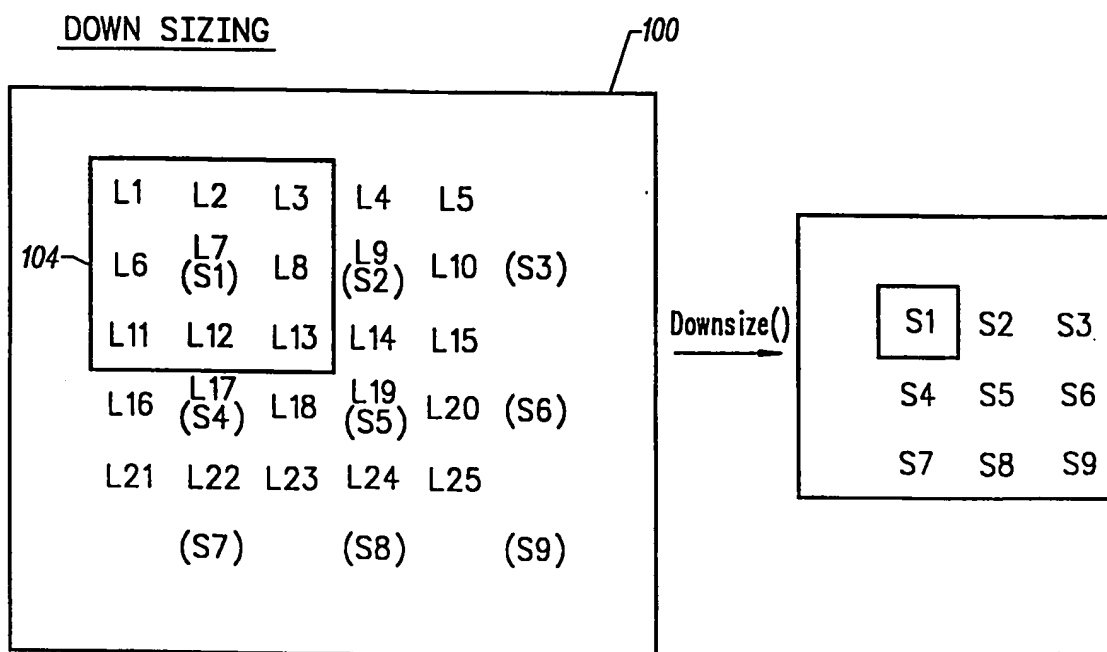 DOWN SIZING
100
L1 L2 L3 L4 L5
104
L6 L7 L8 L9 L10 (S3)
(S1) (S2)
L11 L12 L13 L14 L15
L16 L17 L18 L19 L20 (S6)
(S4) (S5)
L21 L22 L23 L24 L25
(S7) (S8) (S9)
Downsize()
S1 S2 S3
S4 S5 S6
S7 S8 S9